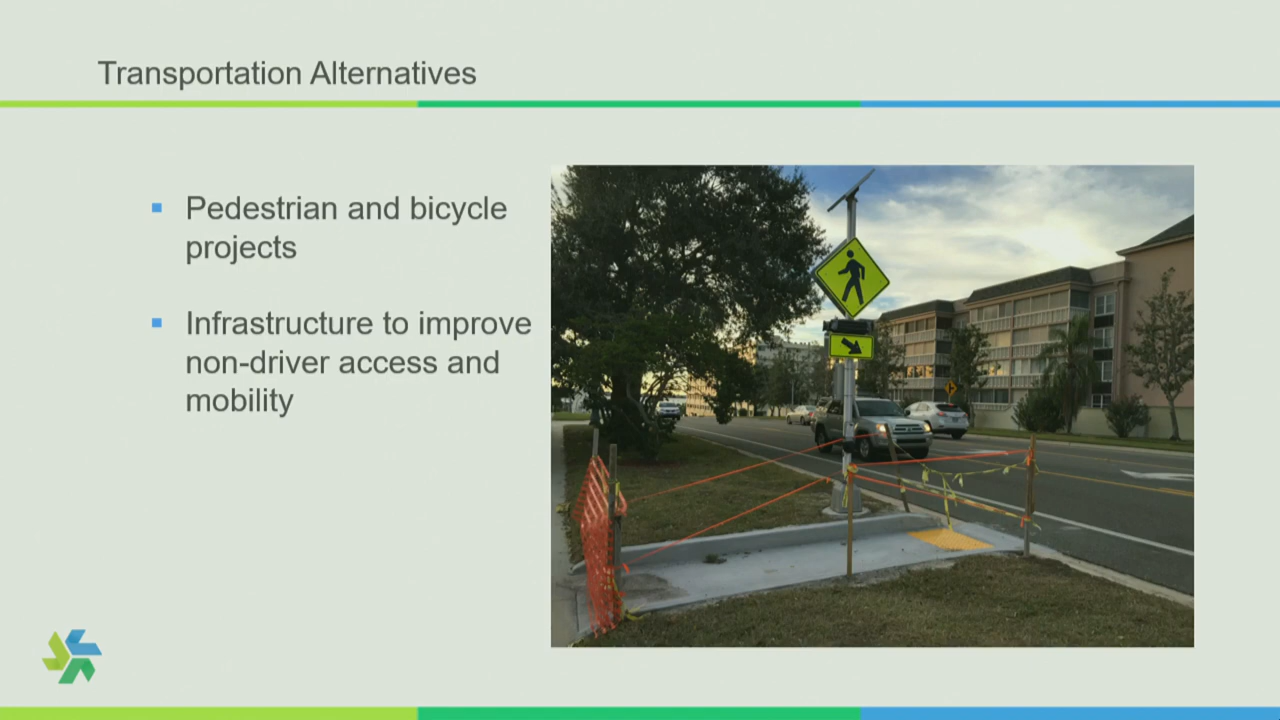 Transportation Alternatives
Pedestrian and bicycle
projects
Infrastructure to improve
non-driver access and
mobility